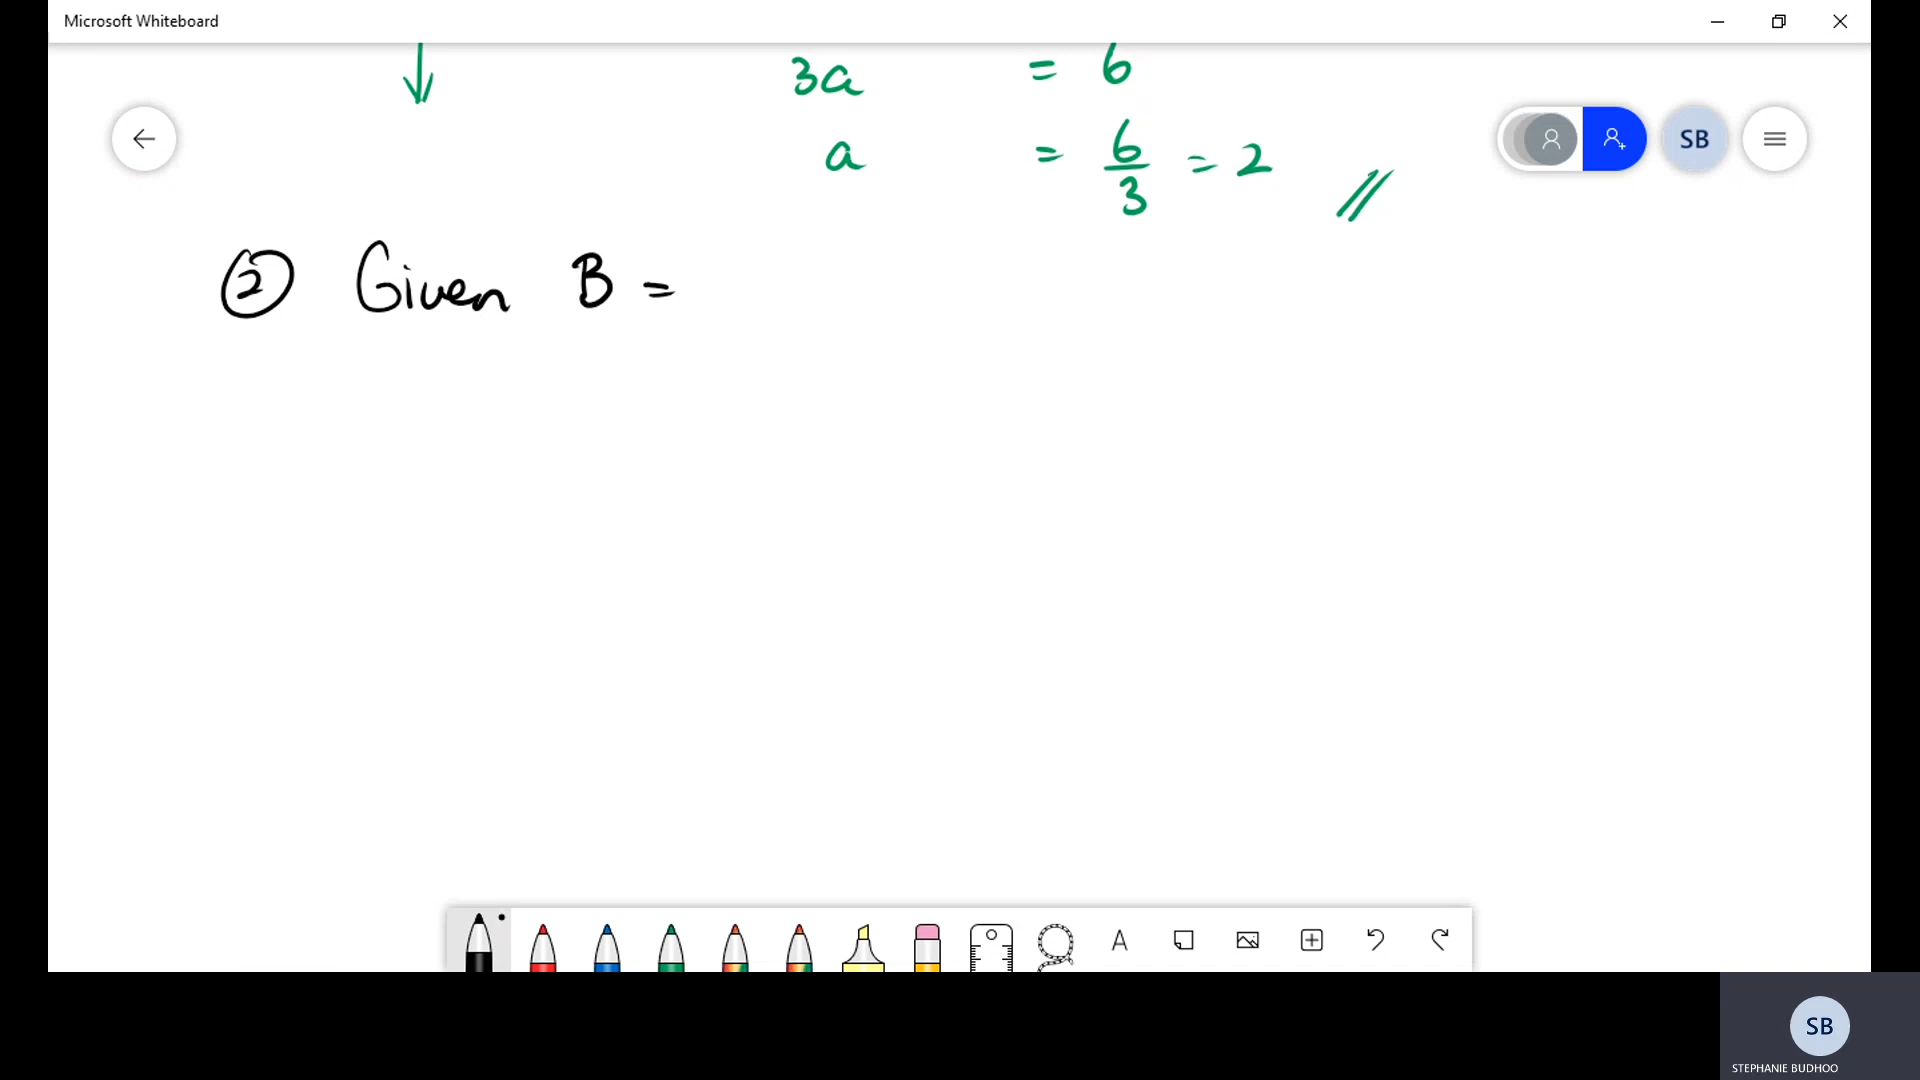 Microsoft Whiteboard
3a = 6
a = 6/3 = 2 //
SB
② Given B =
A
SB
STEPHANIE BUDHOO